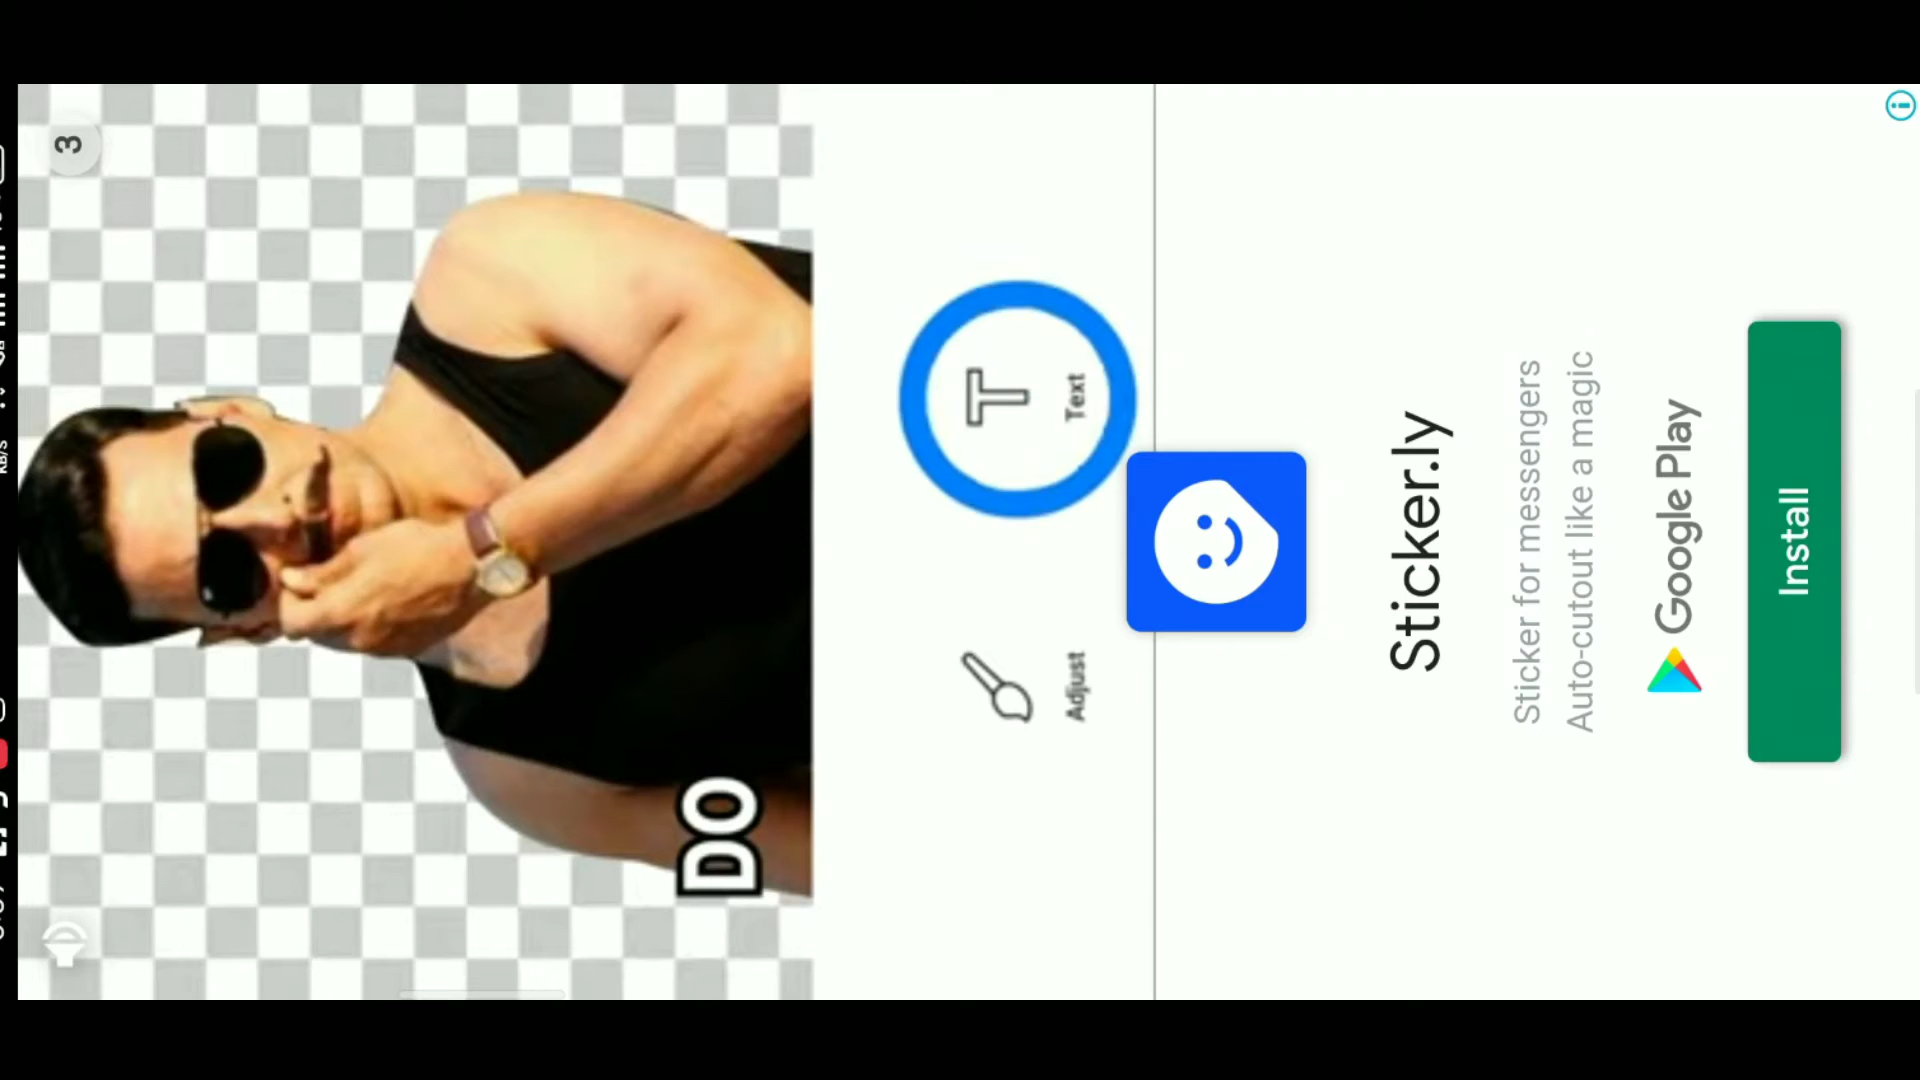 3
DO
Adjust
Text
Sticker.ly
Sticker for messengers
Auto-cutout like a magic
Google Play
Install